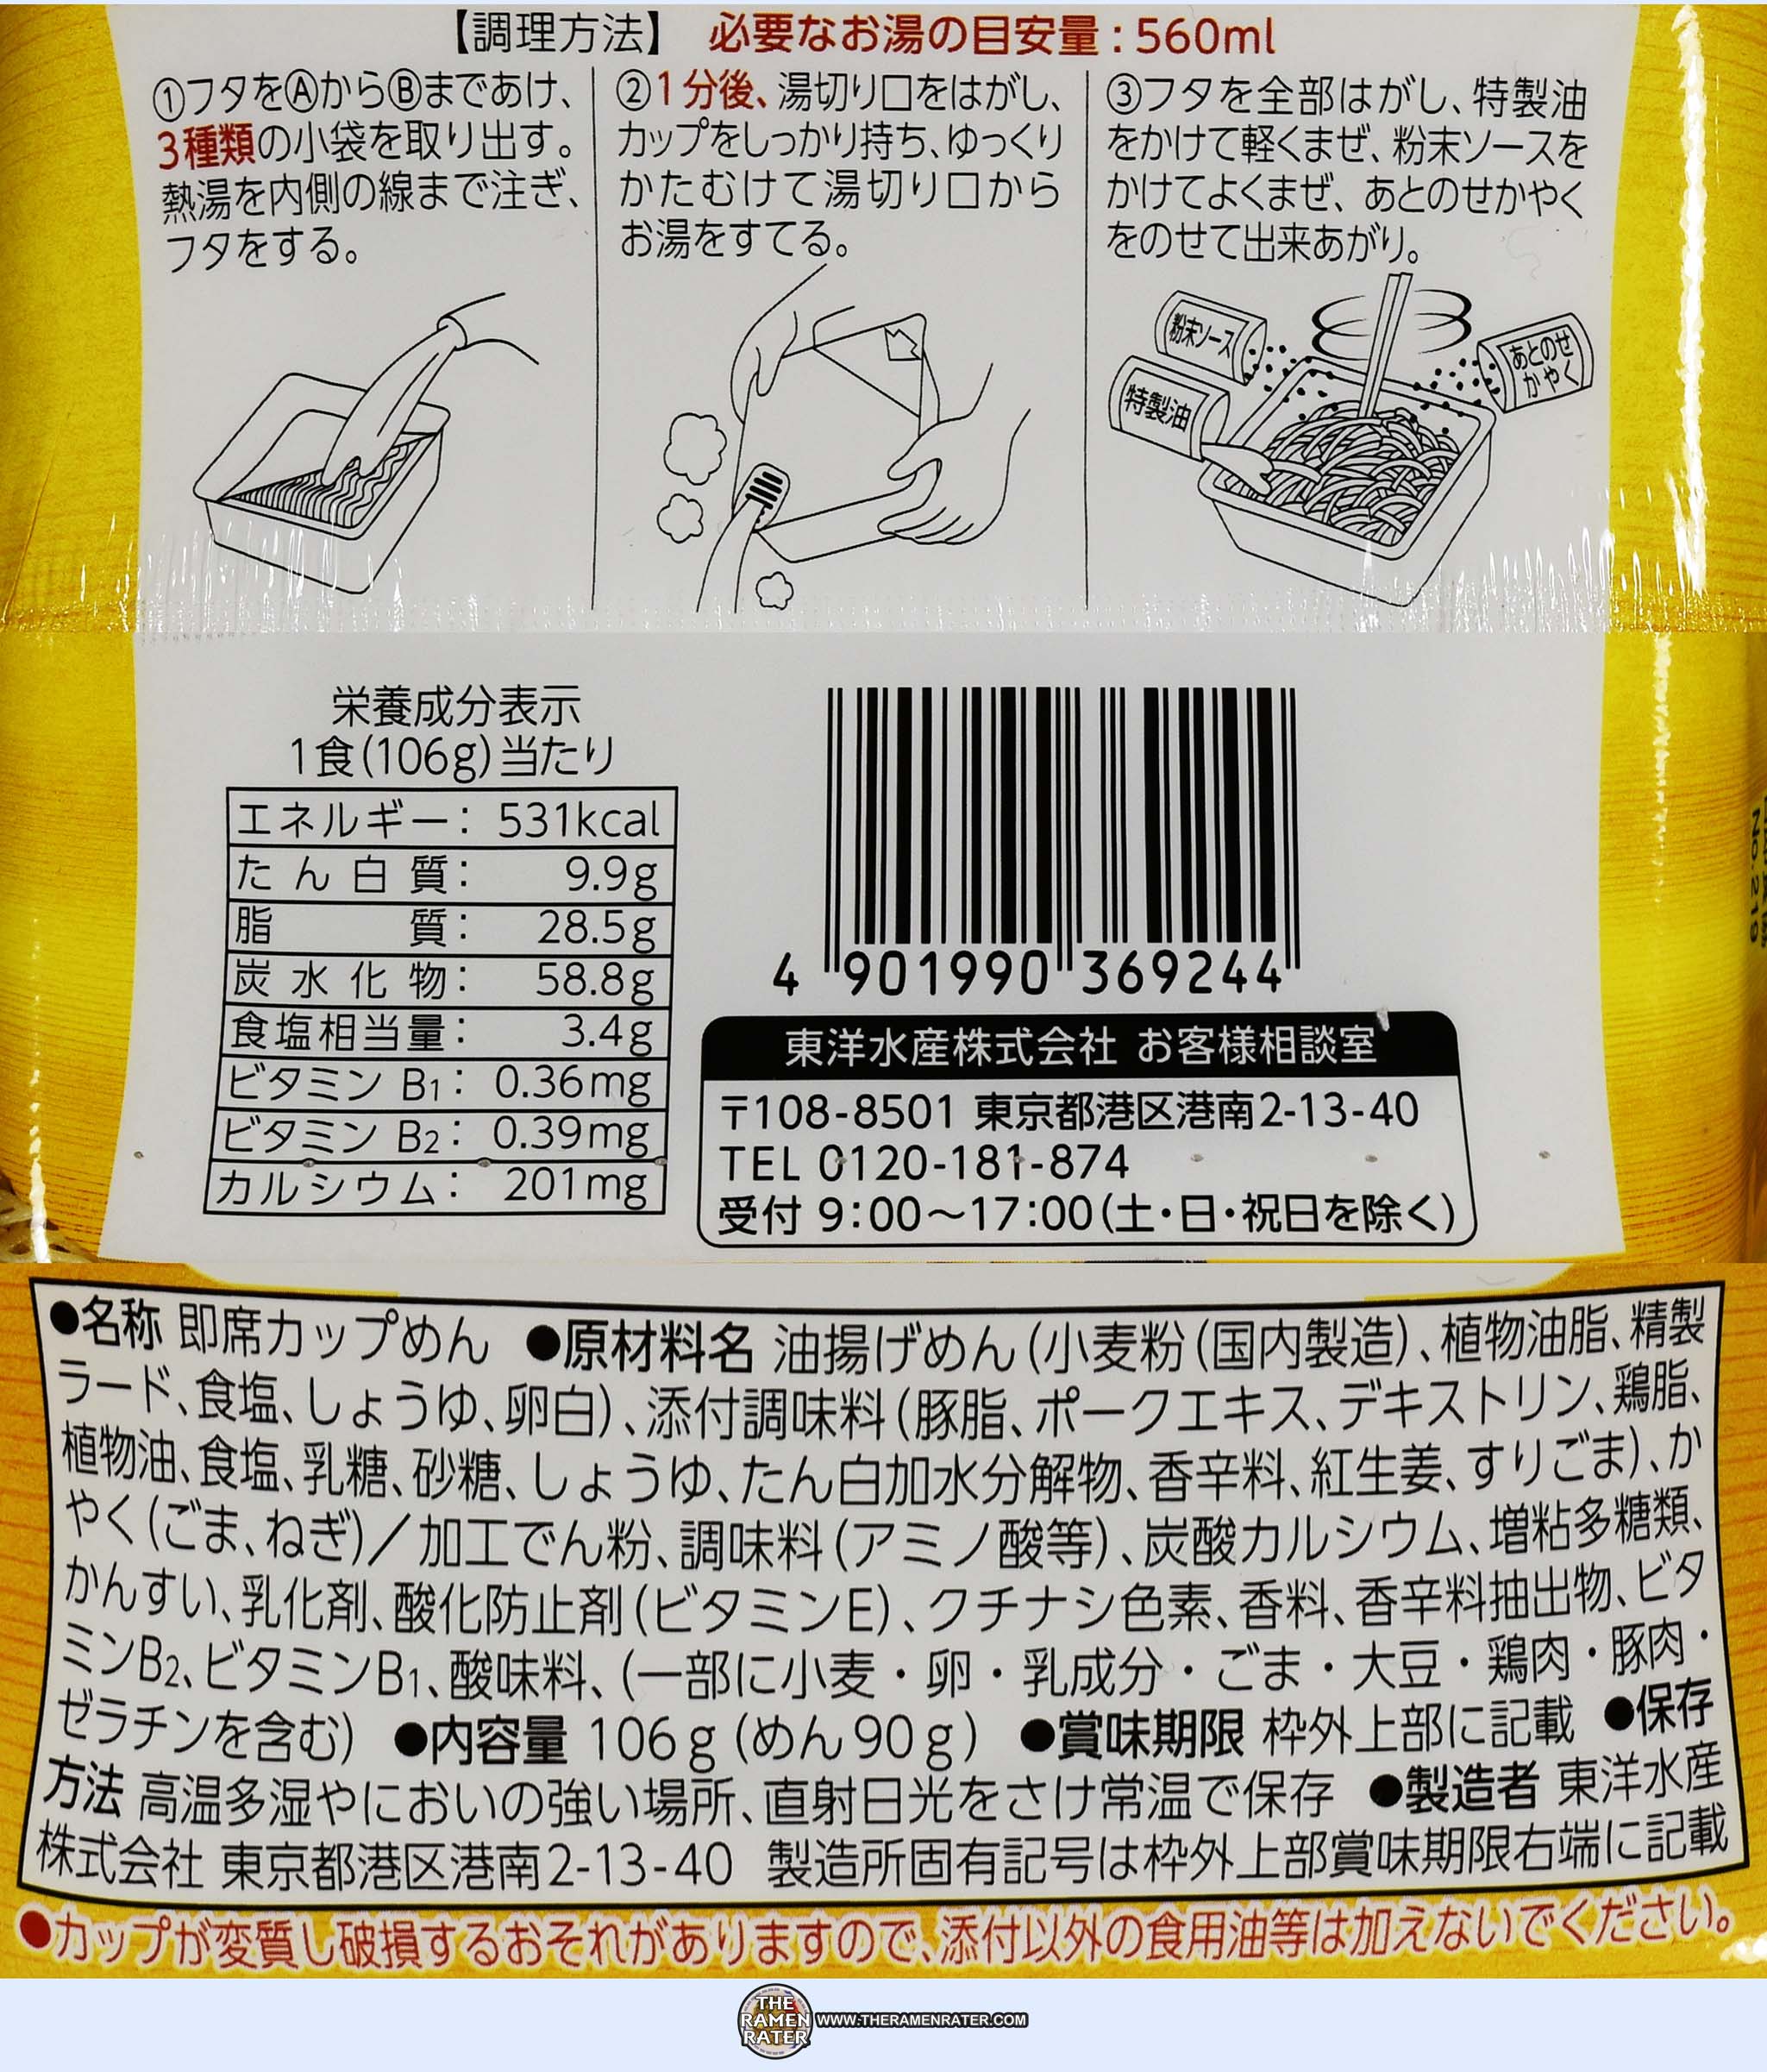 【調理方法】 必要なお湯の目安量：560ml
①フタをⒶからⒷまであけ、
3種類の小袋を取り出す。
熱湯を内側の線まで注ぎ、
フタをする。
②1分後、湯切り口をはがし、
カップをしっかり持ち、ゆっくり
かたむけて湯切り口から
お湯をすてる。
③フタを全部はがし、特製油
をかけて軽くまぜ、粉末ソースを
かけてよくまぜ、あとのせかやく
をのせて出来あがり。
粉末ソース
特製油
あとのせ
かやく
栄養成分表示
1食(106g)当たり
エネルギー： 531kcal
たん白質： 9.9g
脂質： 28.5g
炭水化物： 58.8g
食塩相当量： 3.4g
ビタミン B1： 0.36mg
ビタミン B2： 0.39mg
カルシウム： 201mg
4 901990 369244
東洋水産株式会社 お客様相談室
〒108-8501 東京都港区港南2-13-40
TEL 0120-181-874
受付 9:00～17:00(土・日・祝日を除く)
No.219
●名称 即席カップめん ●原材料名 油揚げめん(小麦粉(国内製造)、植物油脂、精製
ラード、食塩、しょうゆ、卵白)、添付調味料(豚脂、ポークエキス、デキストリン、鶏脂、
植物油、食塩、乳糖、砂糖、しょうゆ、たん白加水分解物、香辛料、紅生姜、すりごま)、か
やく(ごま、ねぎ)／加工でん粉、調味料(アミノ酸等)、炭酸カルシウム、増粘多糖類、
かんすい、乳化剤、酸化防止剤(ビタミンE)、クチナシ色素、香料、香辛料抽出物、ビタ
ミンB2、ビタミンB1、酸味料、(一部に小麦・卵・乳成分・ごま・大豆・鶏肉・豚肉・
ゼラチンを含む) ●内容量 106g(めん90g) ●賞味期限 枠外上部に記載 ●保存
方法 高温多湿やにおいの強い場所、直射日光をさけ常温で保存 ●製造者 東洋水産
株式会社 東京都港区港南2-13-40 製造所固有記号は枠外上部賞味期限右端に記載
●カップが変質し破損するおそれがありますので、添付以外の食用油等は加えないでください。
THE
RAMEN
RATER
WWW.THERAMENRATER.COM